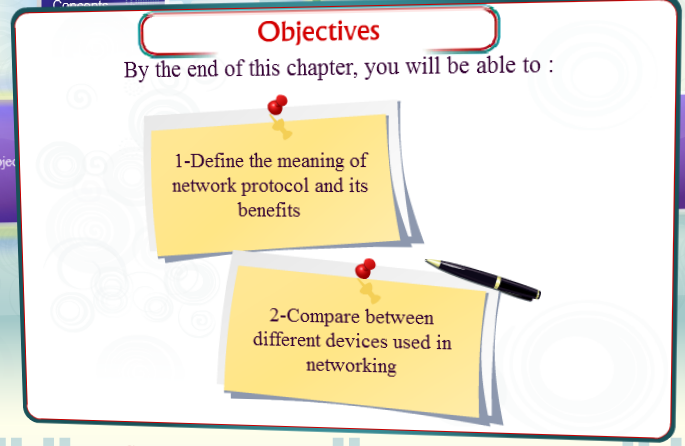 Concepts
Objectives
By the end of this chapter, you will be able to :
1-Define the meaning of
network protocol and its
benefits
2-Compare between
different devices used in
networking